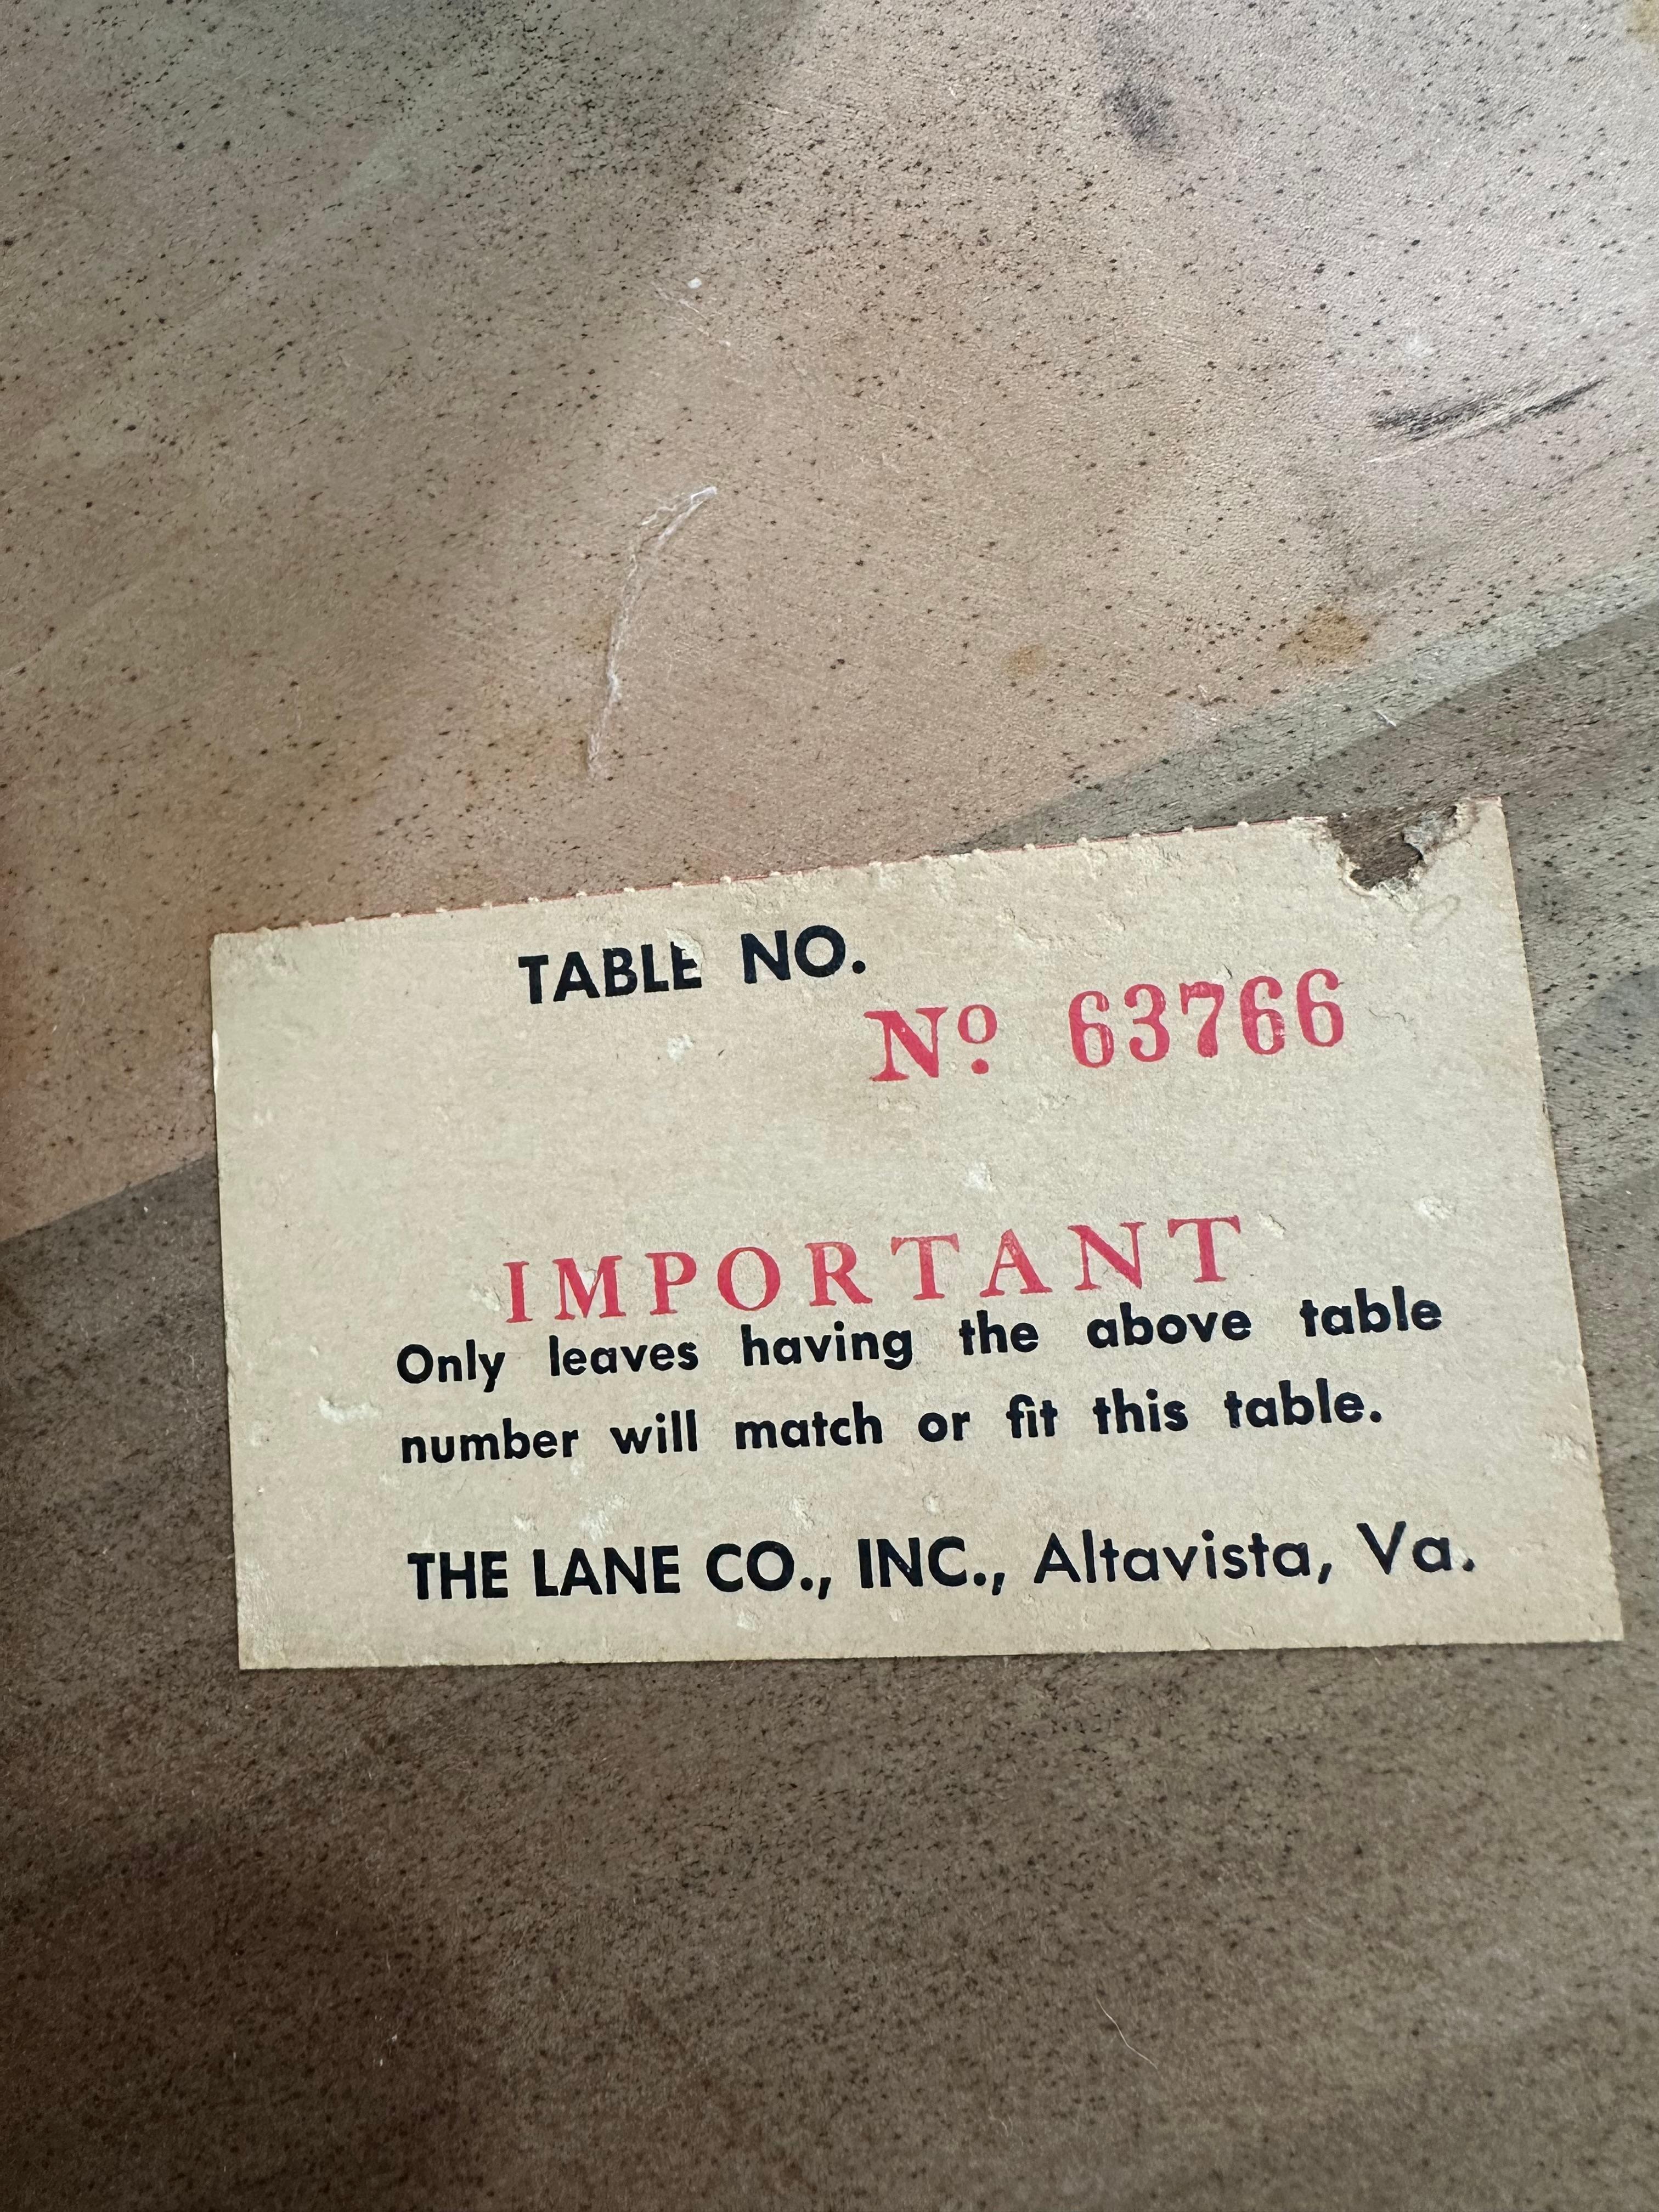 TABLE NO.
Nº 63766
IMPORTANT
Only leaves having the above table
number will match or fit this table.
THE LANE CO., INC., Altavista, Va.